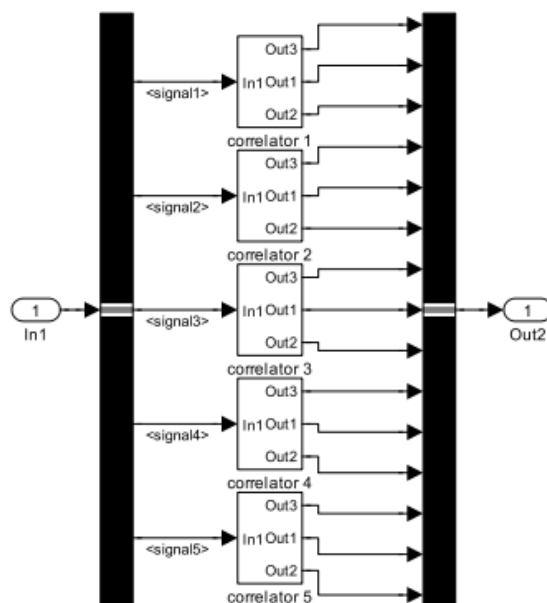 Out3
In1 Out1
<signal1>
Out2
correlator 1
Out3
In1 Out1
<signal2>
Out2
correlator 2
Out3
1
In1 Out1
1
<signal3>
In1
Out2
Out2
correlator 3
Out3
In1 Out1
<signal4>
Out2
correlator 4
Out3
In1 Out1
<signal5>
Out2
correlator 5